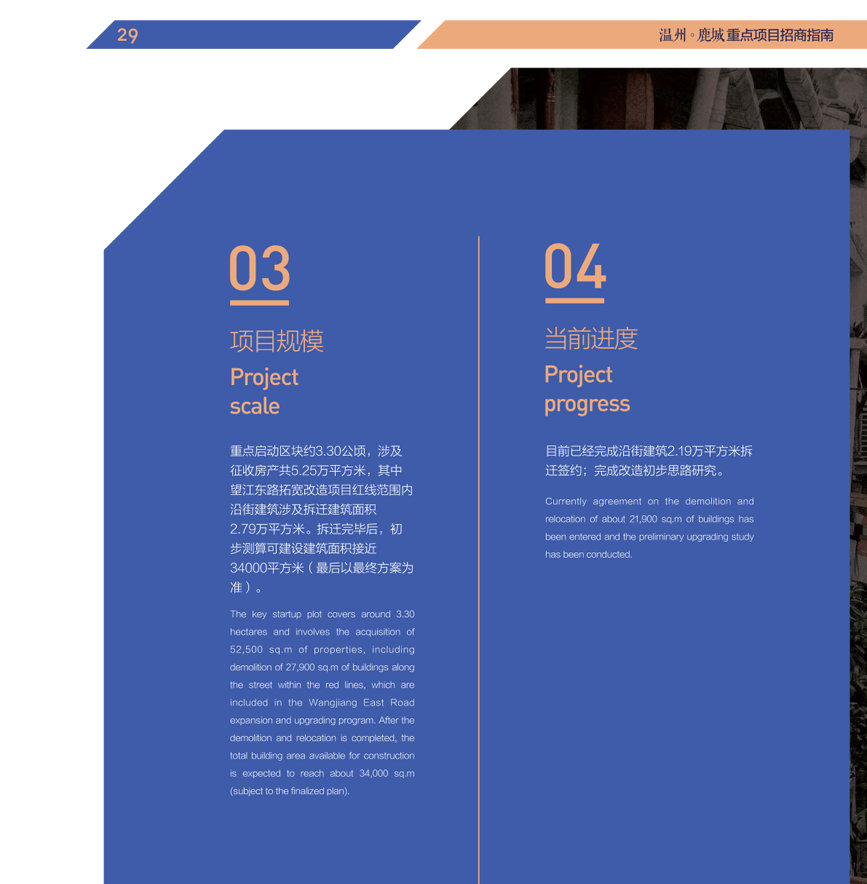 29
温州·鹿城重点项目招商指南
03
项目规模
Project
scale
重点启动区块约3.30公顷，涉及
征收房产共5.25万平方米，其中
望江东路拓宽改造项目红线范围内
沿街建筑涉及拆迁建筑面积
2.79万平方米。拆迁完毕后，初
步测算可建设建筑面积接近
34000平方米（最后以最终方案为
准）。
The key startup plot covers around 3.30
hectares and involves the acquisition of
52,500 sq.m of properties, including
demolition of 27,900 sq.m of buildings along
the street within the red lines, which are
included in the Wangjiang East Road
expansion and upgrading program. After the
demolition and relocation is completed, the
total building area available for construction
is expected to reach about 34,000 sq.m
(subject to the finalized plan).
04
当前进度
Project
progress
目前已经完成沿街建筑2.19万平方米拆
迁签约；完成改造初步思路研究。
Currently agreement on the demolition and
relocation of about 21,900 sq.m of buildings has
been entered and the preliminary upgrading study
has been conducted.